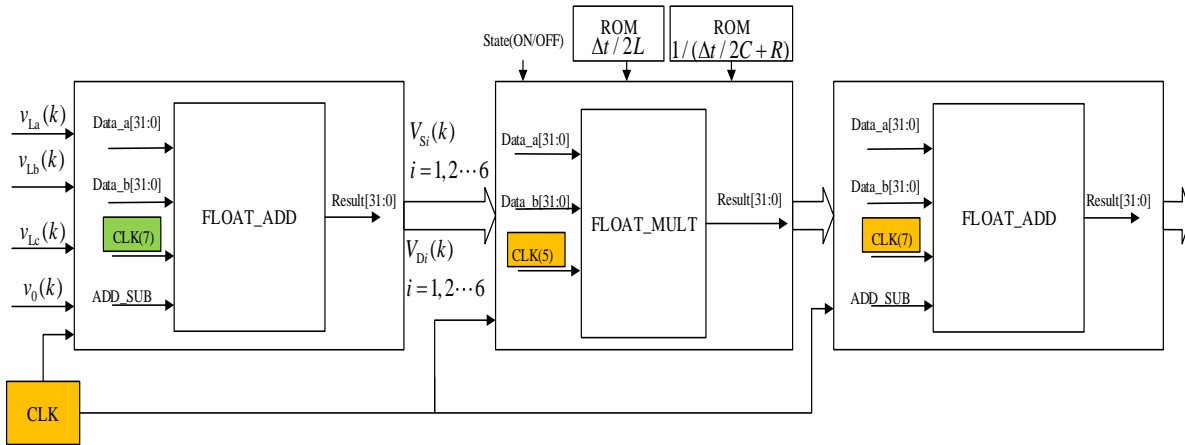 State(ON/OFF)
ROM
Δt/2L
ROM
1/(Δt/2C+R)
v_La(k)
v_Lb(k)
v_Lc(k)
v_0(k)
Data_a[31:0]
Data_b[31:0]
CLK(7)
ADD_SUB
FLOAT_ADD
Result[31:0]
V_Si(k)
i=1,2⋯6
V_Di(k)
i=1,2⋯6
Data_a[31:0]
Data_b[31:0]
CLK(5)
FLOAT_MULT
Result[31:0]
Data_a[31:0]
Data_b[31:0]
CLK(7)
ADD_SUB
FLOAT_ADD
Result[31:0]
CLK